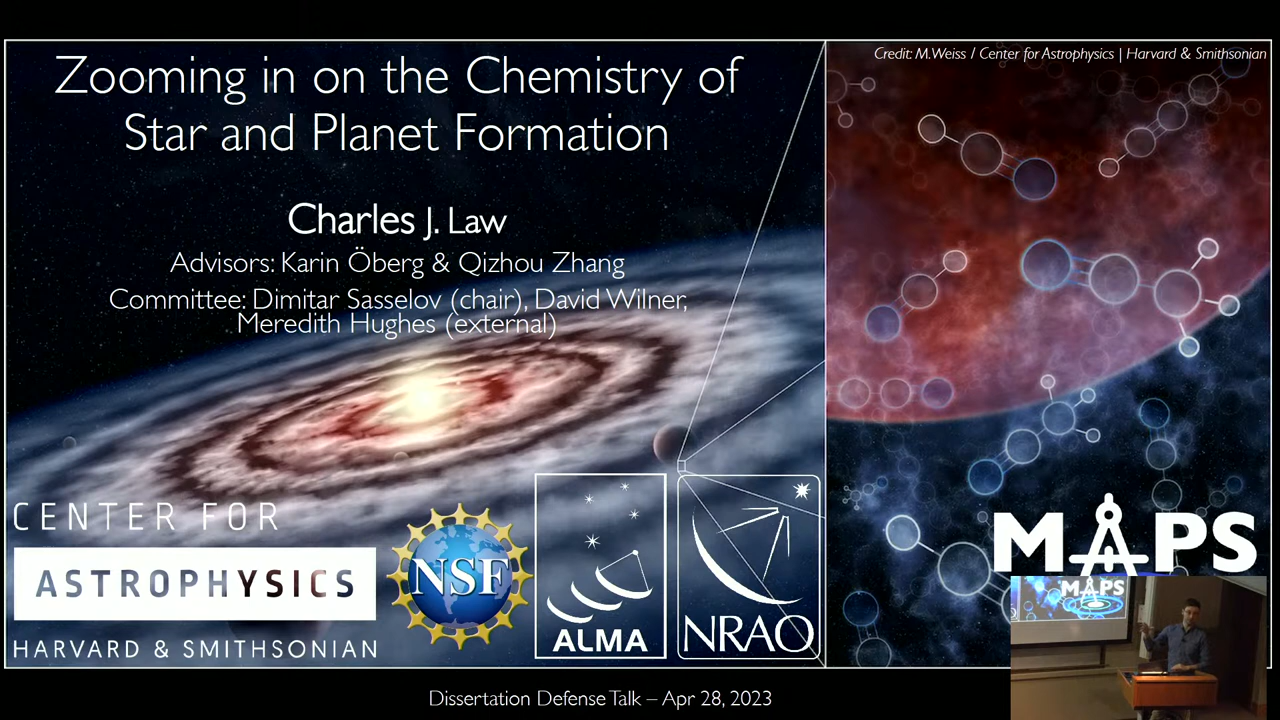 Zooming in on the Chemistry of
Star and Planet Formation
Charles J. Law
Advisors: Karin Öberg & Qizhou Zhang
Committee: Dimitar Sasselov (chair), David Wilner,
Meredith Hughes (external)
Credit: M.Weiss / Center for Astrophysics | Harvard & Smithsonian
CENTER FOR
ASTROPHYSICS
HARVARD & SMITHSONIAN
NSF
ALMA
NRAO
MAPS
MAPS
Dissertation Defense Talk – Apr 28, 2023